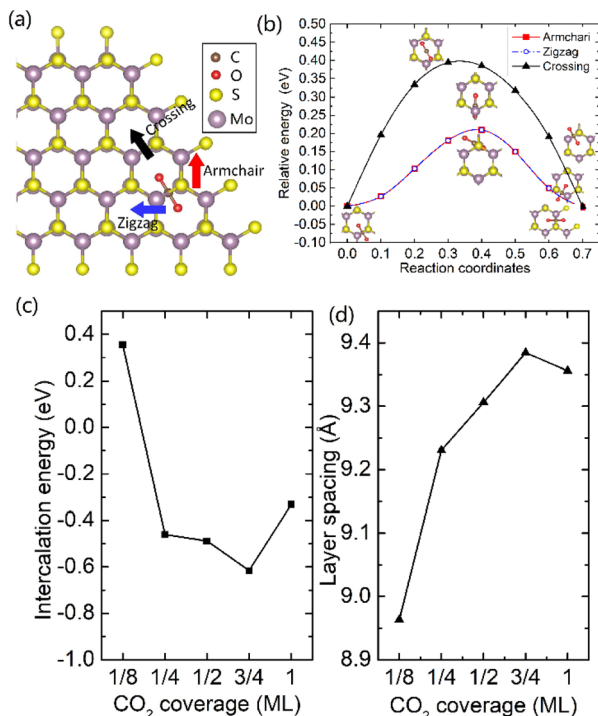 (a)
C
O
S
Mo
Crossing
Armchair
Zigzag
(b)
Relative energy (eV)
0.50
0.45
0.40
0.35
0.30
0.25
0.20
0.15
0.10
0.05
0.00
-0.05
-0.10
Armchari
Zigzag
Crossing
0.0 0.1 0.2 0.3 0.4 0.5 0.6 0.7
Reaction coordinates
(c)
Intercalation energy (eV)
0.4
0.2
0.0
-0.2
-0.4
-0.6
-0.8
-1.0
1/8 1/4 1/2 3/4 1
CO2 coverage (ML)
(d)
Layer spacing (Å)
9.4
9.3
9.2
9.1
9.0
8.9
1/8 1/4 1/2 3/4 1
CO2 coverage (ML)